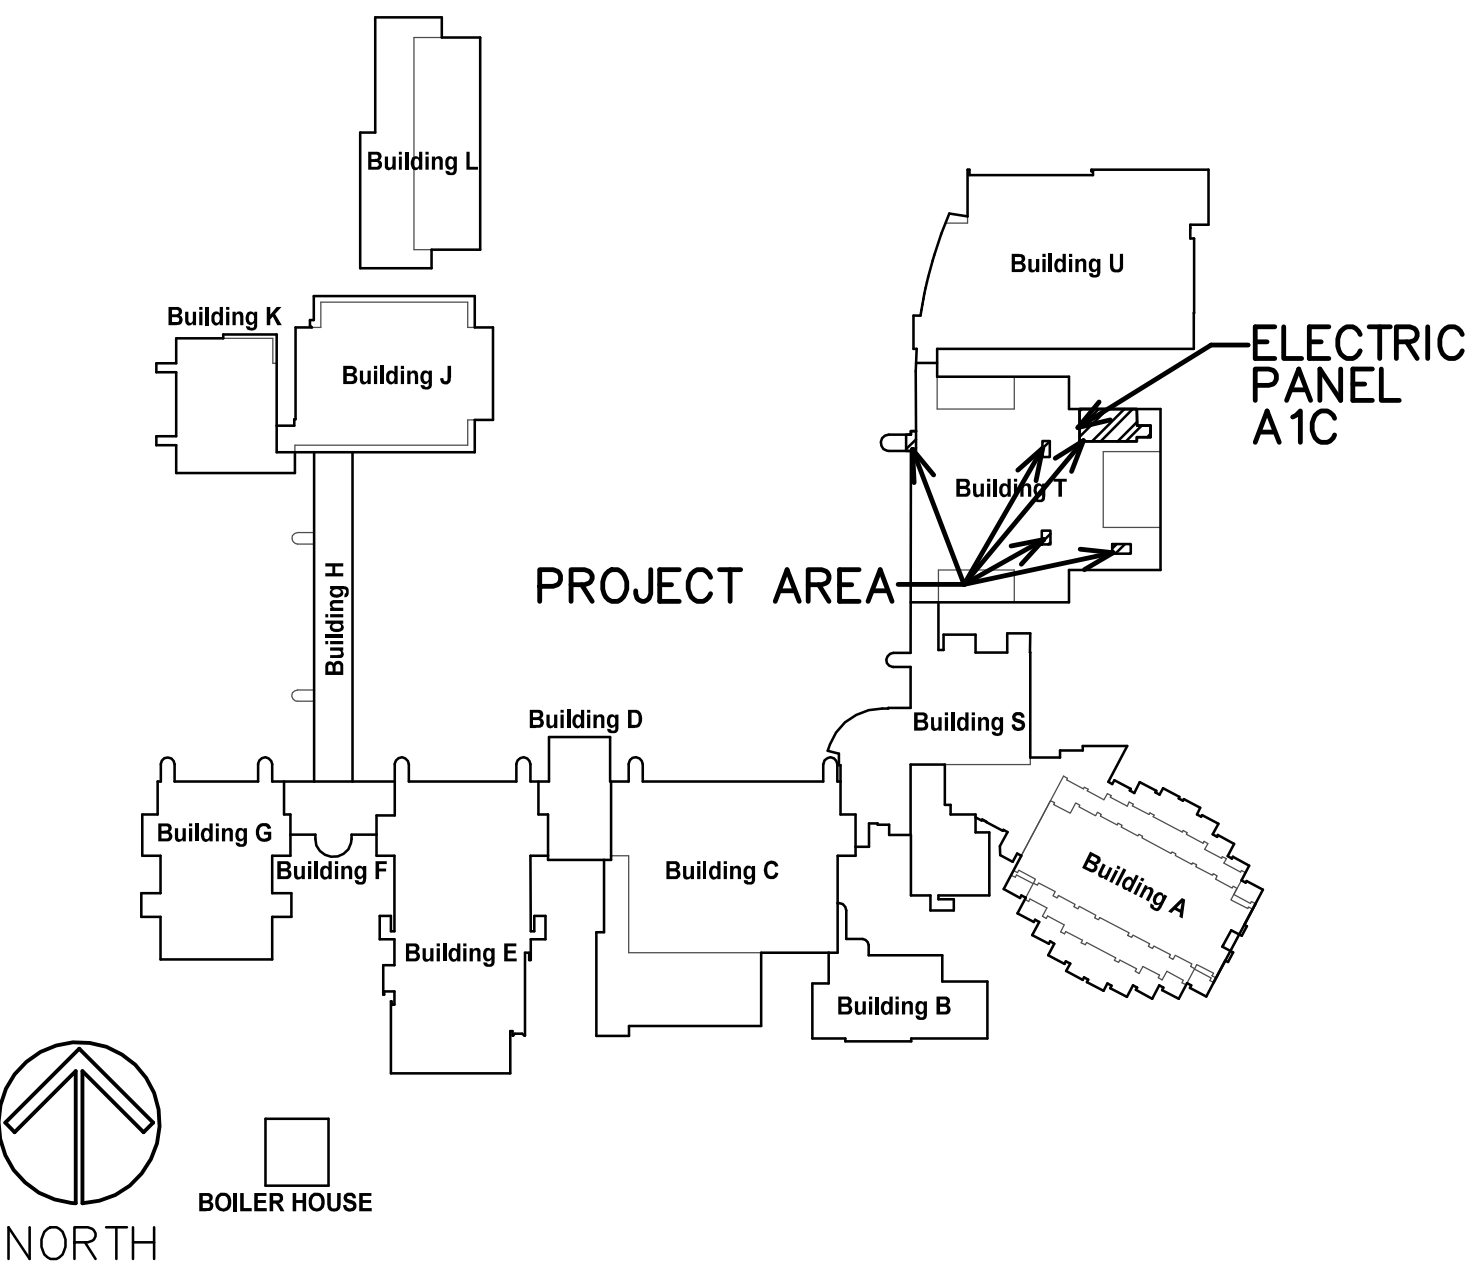 Building L
Building U
Building K
ELECTRIC
PANEL
A1C
Building J
Building T
PROJECT AREA
Building H
Building D
Building S
Building G
Building F
Building C
Building A
Building E
Building B
BOILER HOUSE
NORTH